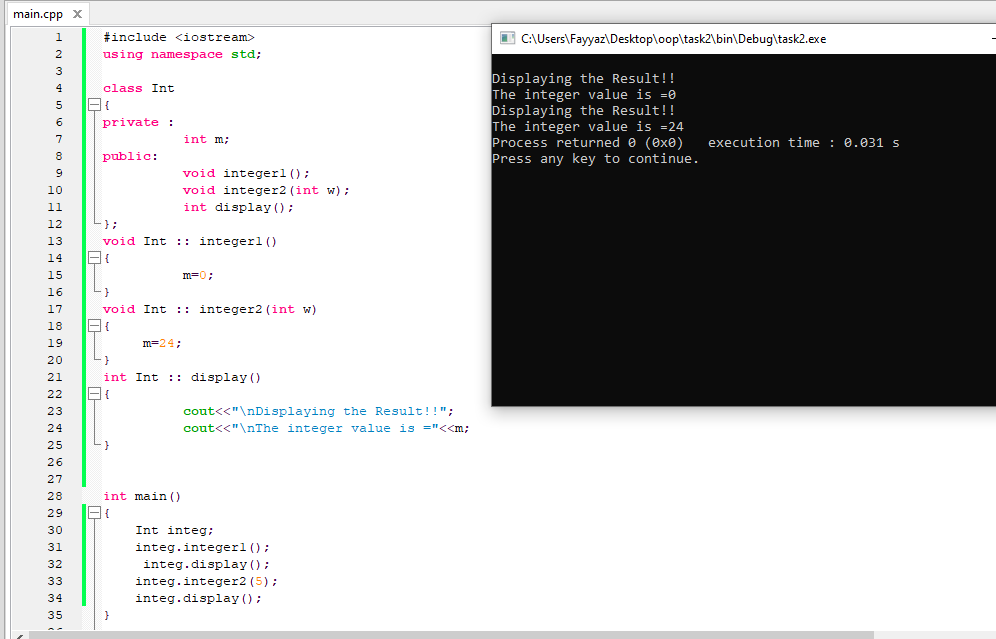 main.cpp X
1 #include <iostream>
2 using namespace std;
3
4 class Int
5 {
6 private :
7 int m;
8 public:
9 void integer1();
10 void integer2(int w);
11 int display();
12 };
13 void Int :: integer1()
14 {
15 m=0;
16 }
17 void Int :: integer2(int w)
18 {
19 m=24;
20 }
21 int Int :: display()
22 {
23 cout<<"\nDisplaying the Result!!";
24 cout<<"\nThe integer value is ="<<m;
25 }
26
27
28 int main()
29 {
30 Int integ;
31 integ.integer1();
32 integ.display();
33 integ.integer2(5);
34 integ.display();
35 }
C:\Users\Fayyaz\Desktop\oop\task2\bin\Debug\task2.exe
Displaying the Result!!
The integer value is =0
Displaying the Result!!
The integer value is =24
Process returned 0 (0x0)   execution time : 0.031 s
Press any key to continue.